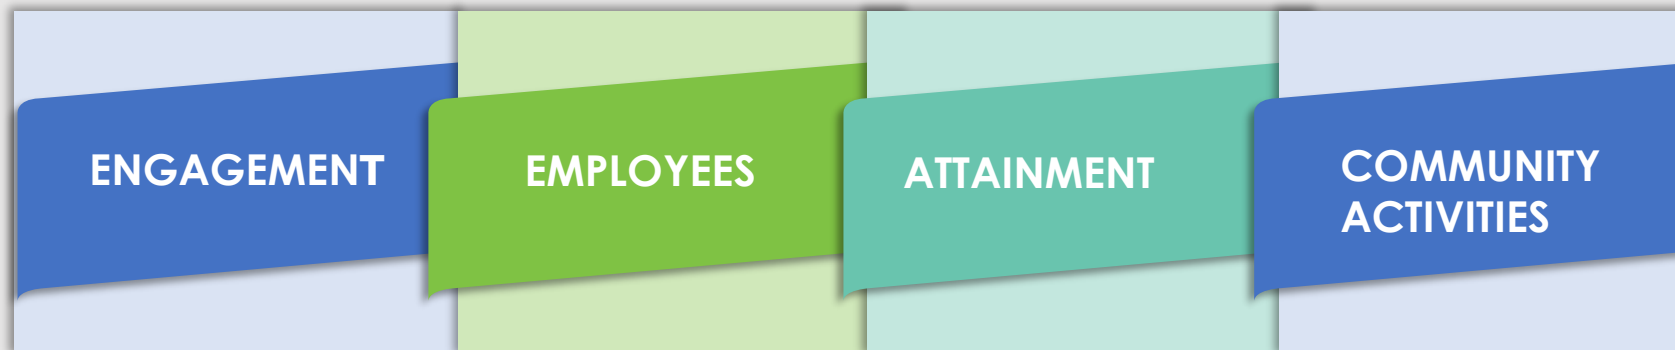 ENGAGEMENT
EMPLOYEES
ATTAINMENT
COMMUNITY
ACTIVITIES